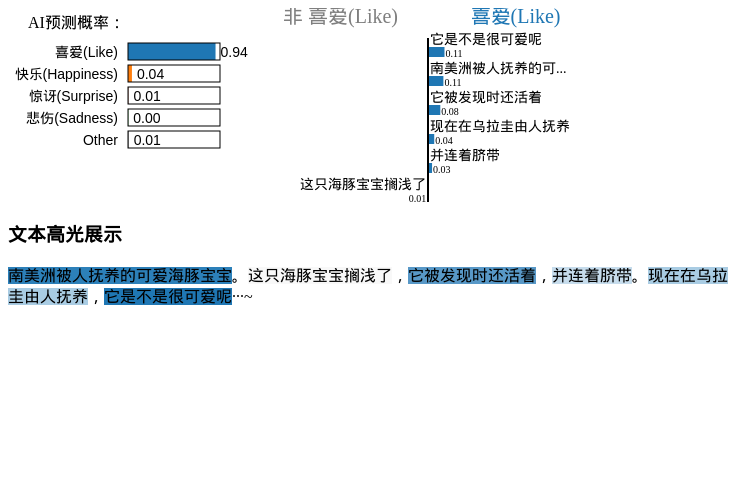 AI预测概率：
喜爱(Like) 0.94
快乐(Happiness) 0.04
惊讶(Surprise) 0.01
悲伤(Sadness) 0.00
Other 0.01
非 喜爱(Like) 喜爱(Like)
它是不是很可爱呢
0.11
南美洲被人抚养的可...
0.11
它被发现时还活着
0.08
现在在乌拉圭由人抚养
0.04
并连着脐带
0.03
这只海豚宝宝搁浅了
0.01
文本高光展示
南美洲被人抚养的可爱海豚宝宝。这只海豚宝宝搁浅了，它被发现时还活着，并连着脐带。现在在乌拉
圭由人抚养，它是不是很可爱呢···~